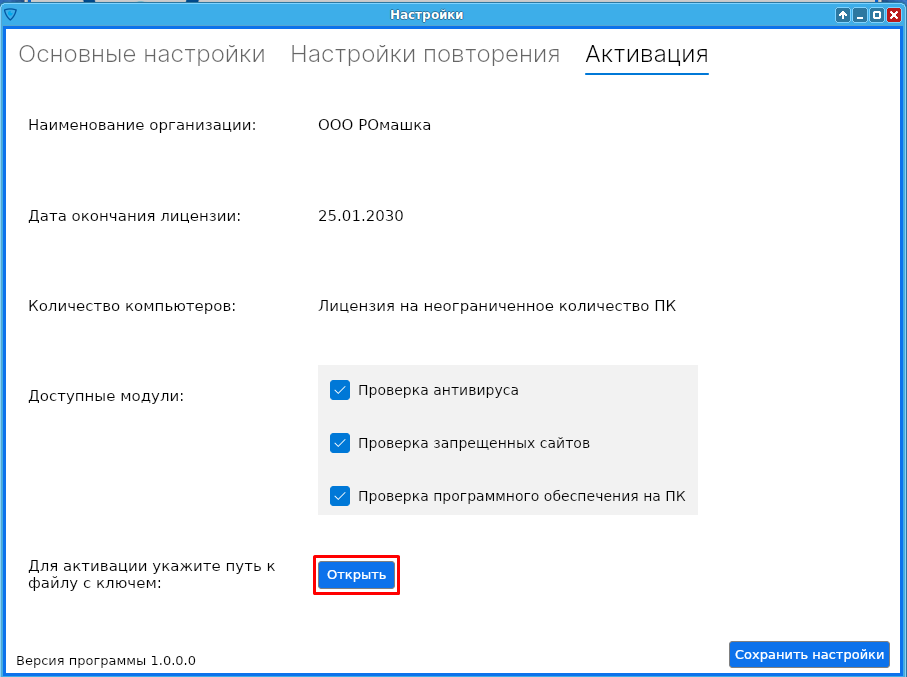 Настройки
Основные настройки Настройки повторения Активация
Наименование организации: ООО РОмашка
Дата окончания лицензии: 25.01.2030
Количество компьютеров: Лицензия на неограниченное количество ПК
Доступные модули:
Проверка антивируса
Проверка запрещенных сайтов
Проверка программного обеспечения на ПК
Для активации укажите путь к
файлу с ключем:
Открыть
Версия программы 1.0.0.0
Сохранить настройки